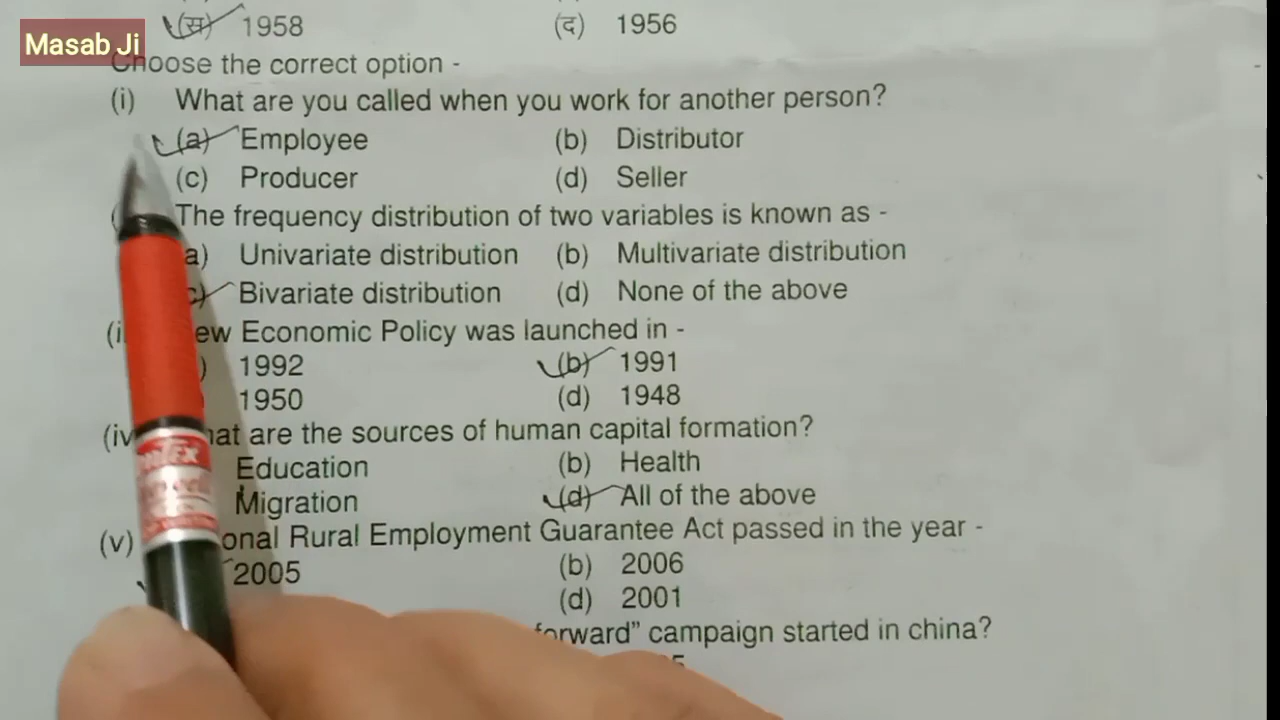 Masab Ji
(स) 1958 (द) 1956
Choose the correct option -
(i) What are you called when you work for another person?
(a) Employee (b) Distributor
(c) Producer (d) Seller
The frequency distribution of two variables is known as -
a) Univariate distribution (b) Multivariate distribution
c) Bivariate distribution (d) None of the above
ew Economic Policy was launched in -
) 1992 (b) 1991
1950 (d) 1948
(iv hat are the sources of human capital formation?
Education (b) Health
Migration (d) All of the above
(v) onal Rural Employment Guarantee Act passed in the year -
2005 (b) 2006
(d) 2001
forward” campaign started in china?